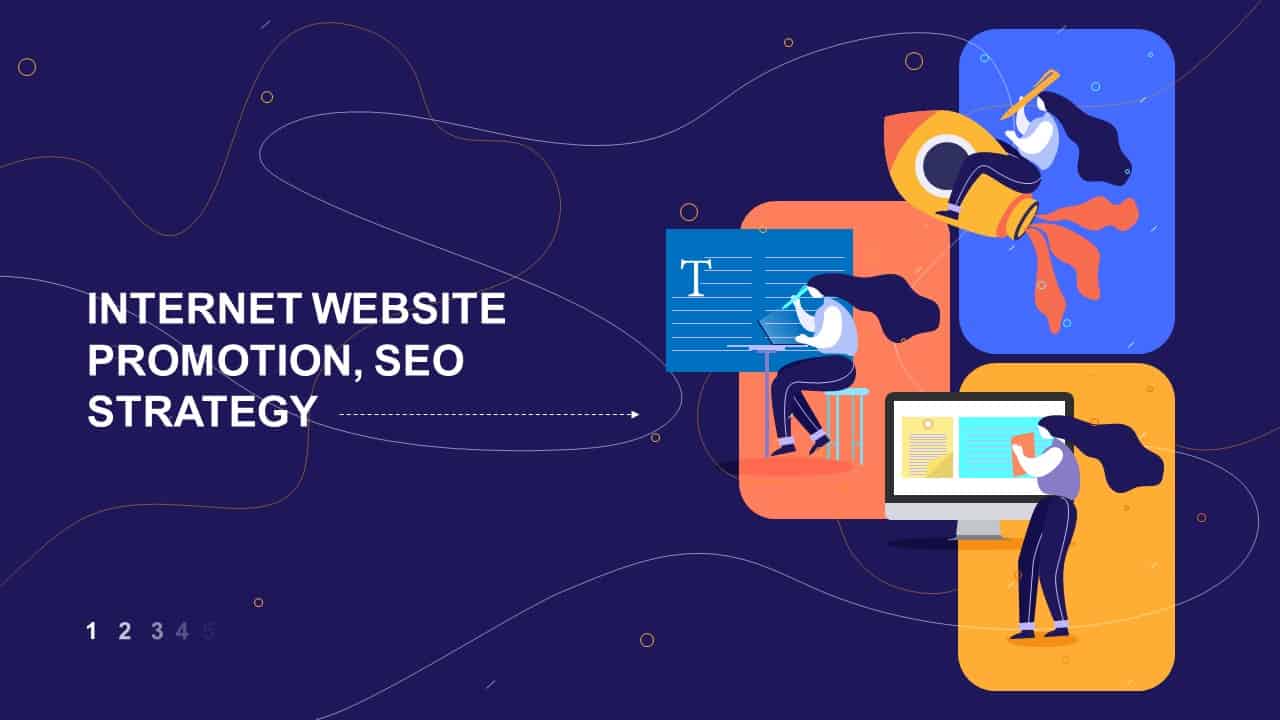 INTERNET WEBSITE
PROMOTION, SEO
STRATEGY
T
1 2 3 4 5